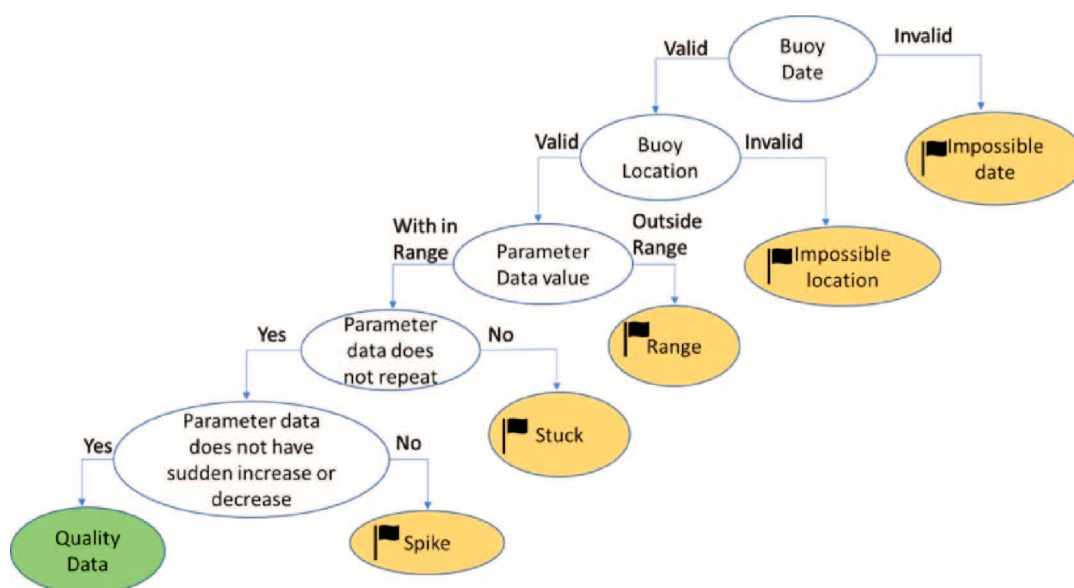 Valid
Buoy
Date
Invalid
Valid
Buoy
Location
Invalid
Impossible
date
With in
Range
Parameter
Data value
Outside
Range
Impossible
location
Yes
Parameter
data does
not repeat
No
Range
Yes
Parameter data
does not have
sudden increase or
decrease
No
Stuck
Quality
Data
Spike